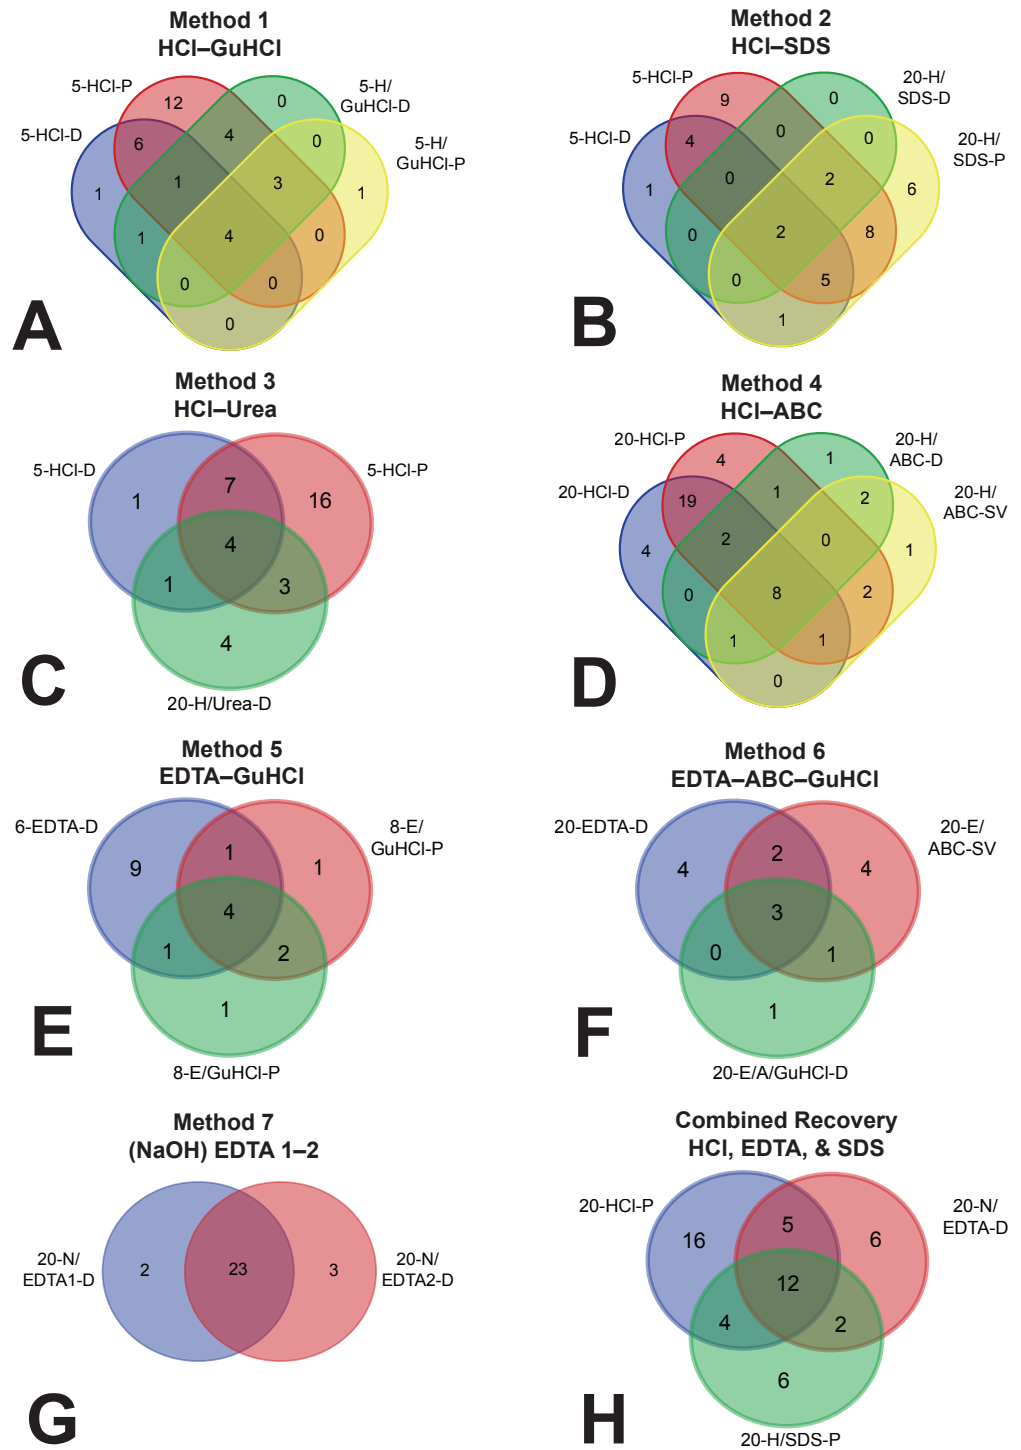 Method 1
HCl–GuHCl
5-HCl-P
5-HCl-D
5-H/
GuHCl-D
5-H/
GuHCl-P
12
0
4
0
6
1
3
1
1
1
4
0
0
0
0
A
Method 2
HCl–SDS
5-HCl-P
5-HCl-D
20-H/
SDS-D
20-H/
SDS-P
9
0
0
0
4
0
2
6
1
0
2
8
0
5
1
B
Method 3
HCl–Urea
5-HCl-D
5-HCl-P
1
7
16
4
1
3
4
20-H/Urea-D
C
Method 4
HCl–ABC
20-HCl-P
20-HCl-D
20-H/
ABC-D
20-H/
ABC-SV
4
1
19
1
2
2
0
4
1
0
8
2
1
1
0
D
Method 5
EDTA–GuHCl
6-EDTA-D
8-E/
GuHCl-P
9
1
1
4
1
2
1
8-E/GuHCl-P
E
Method 6
EDTA–ABC–GuHCl
20-EDTA-D
20-E/
ABC-SV
4
2
4
3
0
1
1
20-E/A/GuHCl-D
F
Method 7
(NaOH) EDTA 1–2
20-N/
EDTA1-D
2
23
3
20-N/
EDTA2-D
G
Combined Recovery
HCl, EDTA, & SDS
20-HCl-P
20-N/
EDTA-D
16
5
6
12
4
2
6
20-H/SDS-P
H